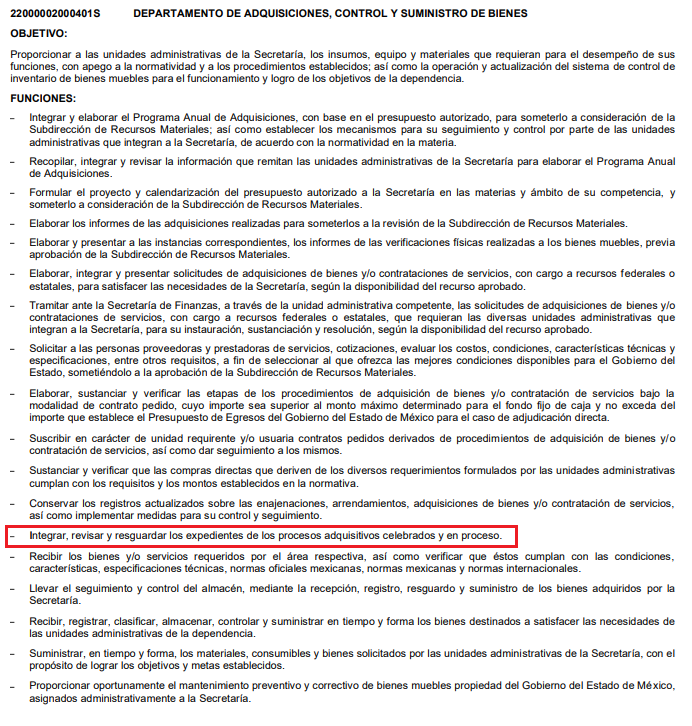 22000002000401S DEPARTAMENTO DE ADQUISICIONES, CONTROL Y SUMINISTRO DE BIENES
OBJETIVO:
Proporcionar a las unidades administrativas de la Secretaría, los insumos, equipo y materiales que requieran para el desempeño de sus
funciones, con apego a la normatividad y a los procedimientos establecidos; así como la operación y actualización del sistema de control de
inventario de bienes muebles para el funcionamiento y logro de los objetivos de la dependencia.
FUNCIONES:
– Integrar y elaborar el Programa Anual de Adquisiciones, con base en el presupuesto autorizado, para someterlo a consideración de la
Subdirección de Recursos Materiales; así como establecer los mecanismos para su seguimiento y control por parte de las unidades
administrativas que integran a la Secretaría, de acuerdo con la normatividad en la materia.
– Recopilar, integrar y revisar la información que remitan las unidades administrativas de la Secretaría para elaborar el Programa Anual
de Adquisiciones.
– Formular el proyecto y calendarización del presupuesto autorizado a la Secretaría en las materias y ámbito de su competencia, y
someterlo a consideración de la Subdirección de Recursos Materiales.
– Elaborar los informes de las adquisiciones realizadas para someterlos a la revisión de la Subdirección de Recursos Materiales.
– Elaborar y presentar a las instancias correspondientes, los informes de las verificaciones físicas realizadas a los bienes muebles, previa
aprobación de la Subdirección de Recursos Materiales.
– Elaborar, integrar y presentar solicitudes de adquisiciones de bienes y/o contrataciones de servicios, con cargo a recursos federales o
estatales, para satisfacer las necesidades de la Secretaría, según la disponibilidad del recurso aprobado.
– Tramitar ante la Secretaría de Finanzas, a través de la unidad administrativa competente, las solicitudes de adquisiciones de bienes y/o
contrataciones de servicios, con cargo a recursos federales o estatales, que requieran las diversas unidades administrativas que
integran a la Secretaría, para su instauración, sustanciación y resolución, según la disponibilidad del recurso aprobado.
– Solicitar a las personas proveedoras y prestadoras de servicios, cotizaciones, evaluar los costos, condiciones, características técnicas y
especificaciones, entre otros requisitos, a fin de seleccionar al que ofrezca las mejores condiciones disponibles para el Gobierno del
Estado, sometiéndolo a la aprobación de la Subdirección de Recursos Materiales.
– Elaborar, sustanciar y verificar las etapas de los procedimientos de adquisición de bienes y/o contratación de servicios bajo la
modalidad de contrato pedido, cuyo importe sea superior al monto máximo determinado para el fondo fijo de caja y no exceda del
importe que establece el Presupuesto de Egresos del Gobierno del Estado de México para el caso de adjudicación directa.
– Suscribir en carácter de unidad requirente y/o usuaria contratos pedidos derivados de procedimientos de adquisición de bienes y/o
contratación de servicios, así como dar seguimiento a los mismos.
– Sustanciar y verificar que las compras directas que deriven de los diversos requerimientos formulados por las unidades administrativas
cumplan con los requisitos y los montos establecidos en la normativa.
– Conservar los registros actualizados sobre las enajenaciones, arrendamientos, adquisiciones de bienes y/o contratación de servicios,
así como implementar medidas para su control y seguimiento.
– Integrar, revisar y resguardar los expedientes de los procesos adquisitivos celebrados y en proceso.
– Recibir los bienes y/o servicios requeridos por el área respectiva, así como verificar que éstos cumplan con las condiciones,
características, especificaciones técnicas, normas oficiales mexicanas, normas mexicanas y normas internacionales.
– Llevar el seguimiento y control del almacén, mediante la recepción, registro, resguardo y suministro de los bienes adquiridos por la
Secretaría.
– Recibir, registrar, clasificar, almacenar, controlar y suministrar en tiempo y forma los bienes destinados a satisfacer las necesidades de
las unidades administrativas de la dependencia.
– Suministrar, en tiempo y forma, los materiales, consumibles y bienes solicitados por las unidades administrativas de la Secretaría, con el
propósito de lograr los objetivos y metas establecidos.
– Proporcionar oportunamente el mantenimiento preventivo y correctivo de bienes muebles propiedad del Gobierno del Estado de México,
asignados administrativamente a la Secretaría.